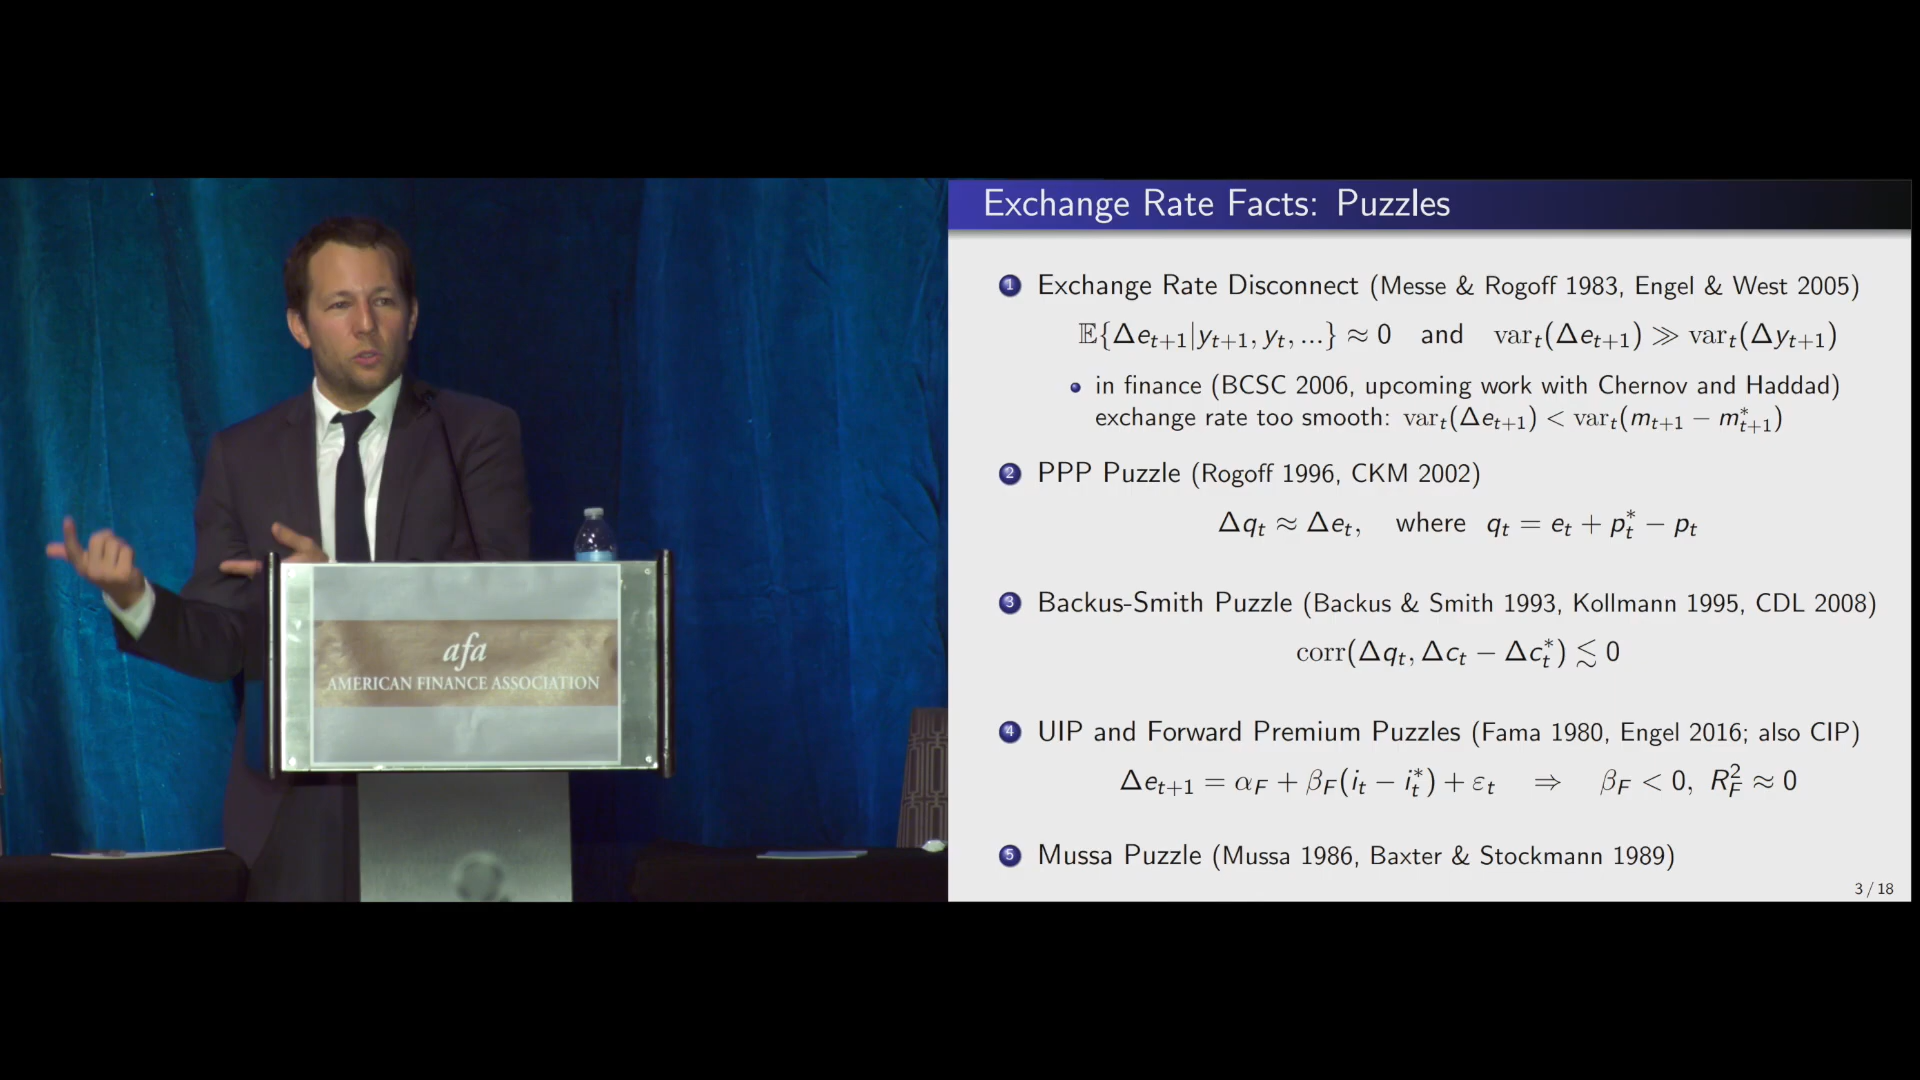 afa
AMERICAN FINANCE ASSOCIATION
Exchange Rate Facts: Puzzles
1 Exchange Rate Disconnect (Messe & Rogoff 1983, Engel & West 2005)
𝔼{Δe_{t+1}|y_{t+1}, y_t, ...} ≈ 0 and var_t(Δe_{t+1}) ≫ var_t(Δy_{t+1})
• in finance (BCSC 2006, upcoming work with Chernov and Haddad)
exchange rate too smooth: var_t(Δe_{t+1}) < var_t(m_{t+1} − m*_{t+1})
2 PPP Puzzle (Rogoff 1996, CKM 2002)
Δq_t ≈ Δe_t, where q_t = e_t + p*_t − p_t
3 Backus-Smith Puzzle (Backus & Smith 1993, Kollmann 1995, CDL 2008)
corr(Δq_t, Δc_t − Δc*_t) ≲ 0
4 UIP and Forward Premium Puzzles (Fama 1980, Engel 2016; also CIP)
Δe_{t+1} = α_F + β_F(i_t − i*_t) + ε_t ⇒ β_F < 0, R²_F ≈ 0
5 Mussa Puzzle (Mussa 1986, Baxter & Stockmann 1989)
3 / 18